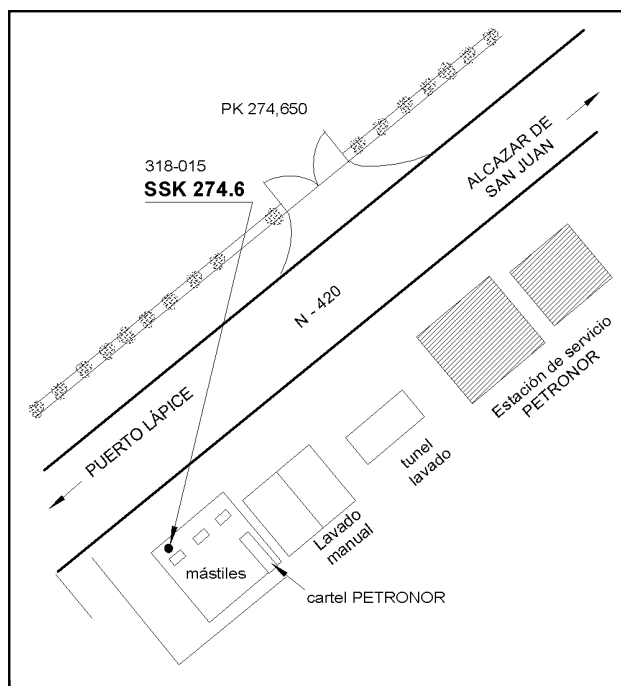 PK 274,650
318-015
SSK 274.6
ALCAZAR DE
SAN JUAN
N - 420
PUERTO LÁPICE
Estación de servicio
PETRONOR
tunel
lavado
Lavado
manual
mástiles
cartel PETRONOR